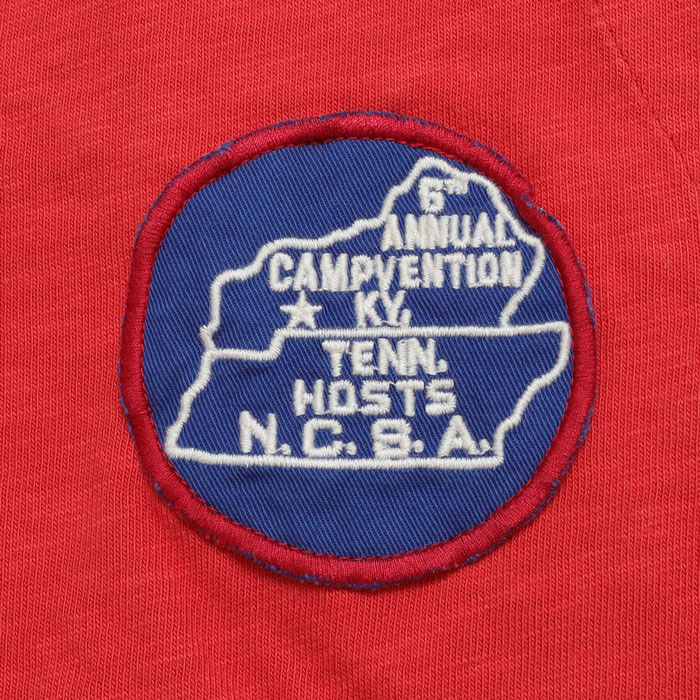 6TH
ANNUAL
CAMPVENTION
KY.
TENN.
HOSTS
N.C.S.A.